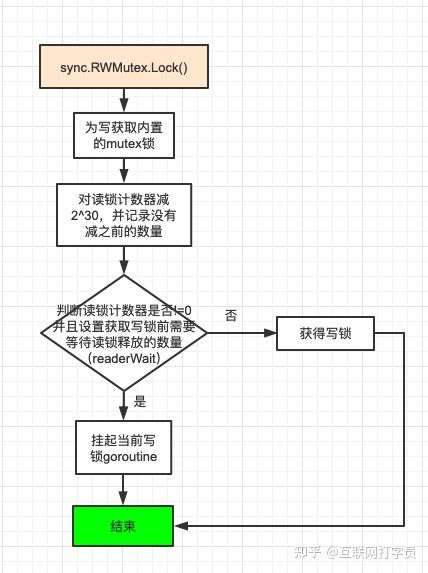 sync.RWMutex.Lock()
为写获取内置
的mutex锁
对读锁计数器减
2^30，并记录没有
减之前的数量
判断读锁计数器是否!=0
并且设置获取写锁前需要
等待读锁释放的数量
（readerWait）
否
获得写锁
是
挂起当前写
锁goroutine
结束
知乎 @互联网打字员